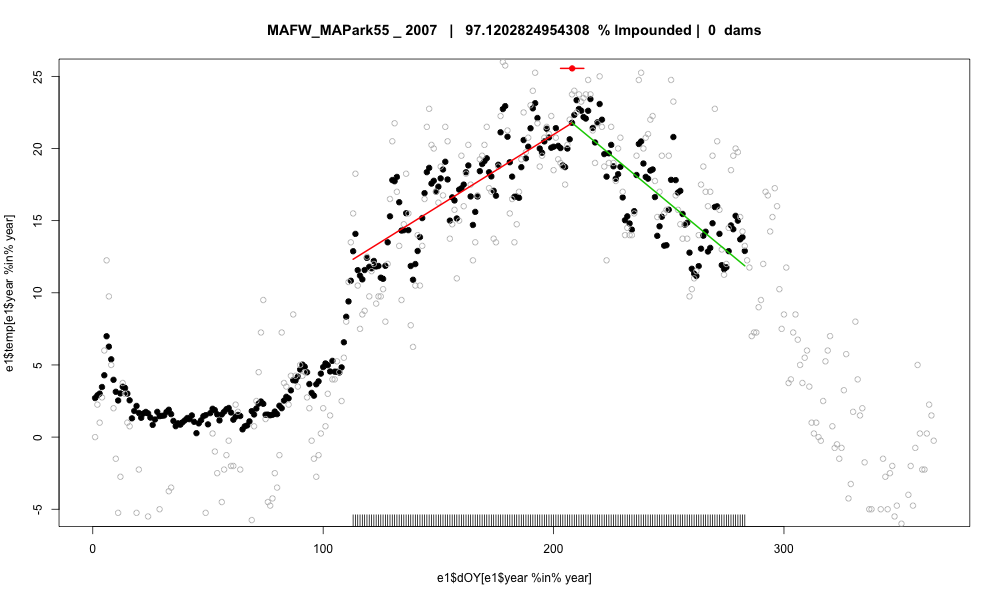 MAFW_MAPark55 _ 2007 | 97.1202824954308 % Impounded | 0 dams
25
20
15
10
5
0
-5
e1$temp[e1$year %in% year]
0 100 200 300
e1$dOY[e1$year %in% year]